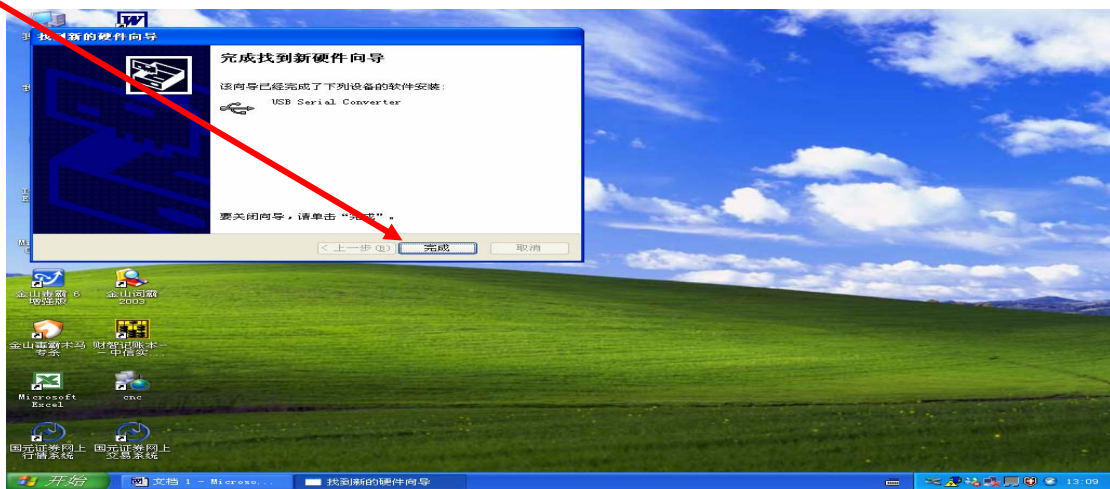 找到新的硬件向导
完成找到新硬件向导
该向导已经完成了下列设备的软件安装:
USB Serial Converter
要关闭向导，请单击“完成”。
< 上一步(B)
完成
取消
金山毒霸 6
增强版
金山词霸
2003
金山毒霸木马
专杀
财智记账本-
-中信实...
Microsoft
Excel
cnc
国元证券网上
行情系统
国元证券网上
交易系统
开始
文档 1 - Microso...
找到新的硬件向导
13:09